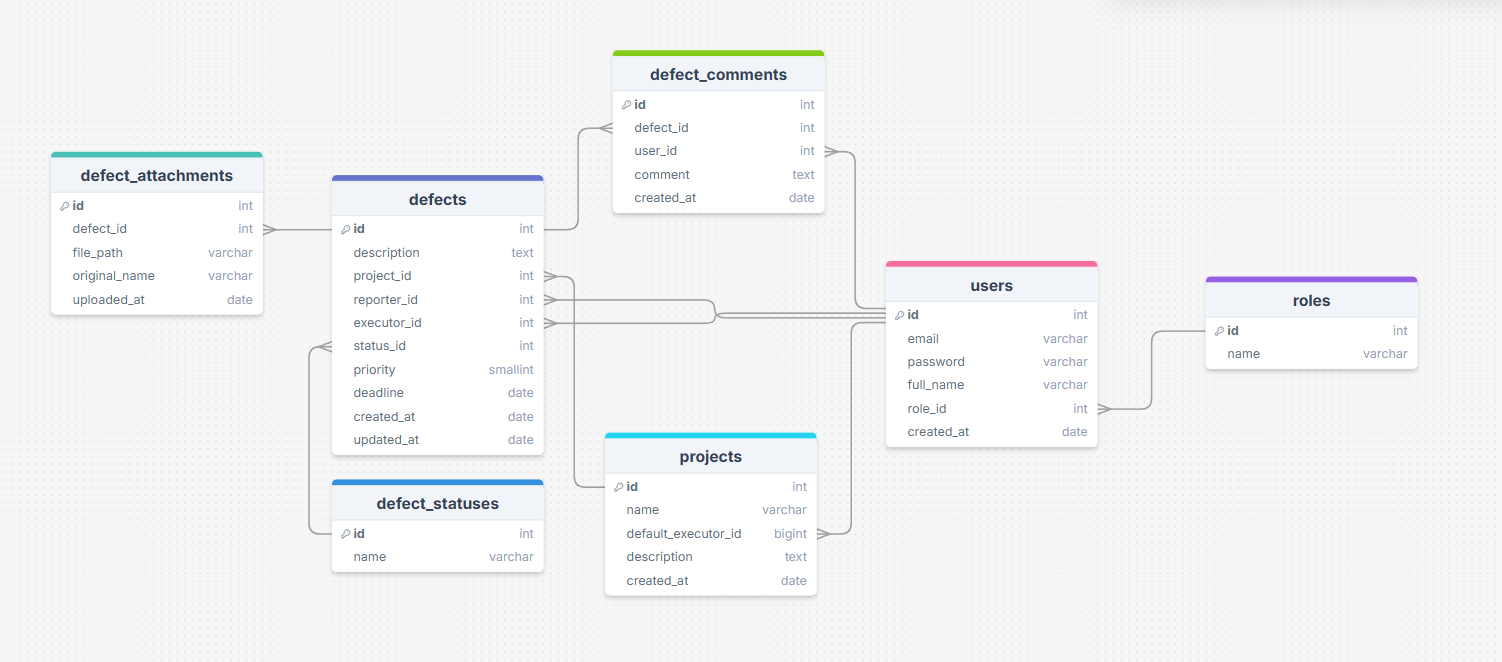 defect_comments
id int
defect_id int
user_id int
comment text
created_at date
defect_attachments
id int
defect_id int
file_path varchar
original_name varchar
uploaded_at date
defects
id int
description text
project_id int
reporter_id int
executor_id int
status_id int
priority smallint
deadline date
created_at date
updated_at date
users
id int
email varchar
password varchar
full_name varchar
role_id int
created_at date
roles
id int
name varchar
projects
id int
name varchar
default_executor_id bigint
description text
created_at date
defect_statuses
id int
name varchar